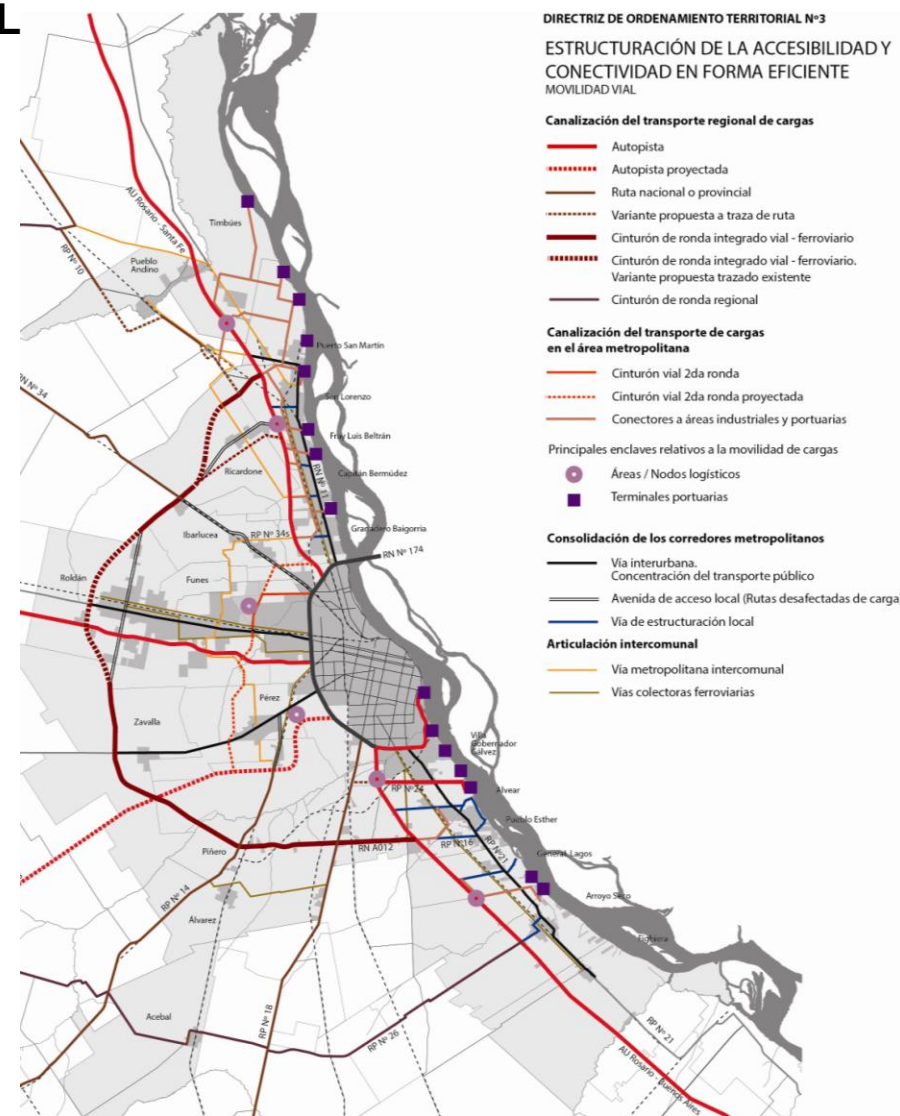 L
DIRECTRIZ DE ORDENAMIENTO TERRITORIAL Nº3
ESTRUCTURACIÓN DE LA ACCESIBILIDAD Y
CONECTIVIDAD EN FORMA EFICIENTE
MOVILIDAD VIAL
Canalización del transporte regional de cargas
Autopista
Autopista proyectada
Ruta nacional o provincial
Variante propuesta a traza de ruta
Cinturón de ronda integrado vial - ferroviario
Cinturón de ronda integrado vial - ferroviario.
Variante propuesta trazado existente
Cinturón de ronda regional
Canalización del transporte de cargas
en el área metropolitana
Cinturón vial 2da ronda
Cinturón vial 2da ronda proyectada
Conectores a áreas industriales y portuarias
Principales enclaves relativos a la movilidad de cargas
Áreas / Nodos logísticos
Terminales portuarias
Consolidación de los corredores metropolitanos
Vía interurbana.
Concentración del transporte público
Avenida de acceso local (Rutas desafectadas de carga
Vía de estructuración local
Articulación intercomunal
Vía metropolitana intercomunal
Vías colectoras ferroviarias
AU Rosario - Santa Fe
Timbúes
RP Nº 10
Pueblo
Andino
Puerto San Martín
RN Nº 34
San Lorenzo
Fray Luis Beltrán
Ricardone
RN Nº 11
Capitán Bermúdez
Ibarlucea
RP Nº 34s
Granadero Baigorria
RN Nº 174
Roldán
Funes
Pérez
Zavalla
Villa
Gobernador
Gálvez
RP Nº 24
Alvear
Pueblo Esther
RN A012
RP Nº16
RP Nº21
General Lagos
Piñero
RP Nº 14
Arroyo Seco
Álvarez
Fighiera
Acebal
RP Nº 18
RP Nº 26
RP Nº 21
AU Rosario - Buenos Aires